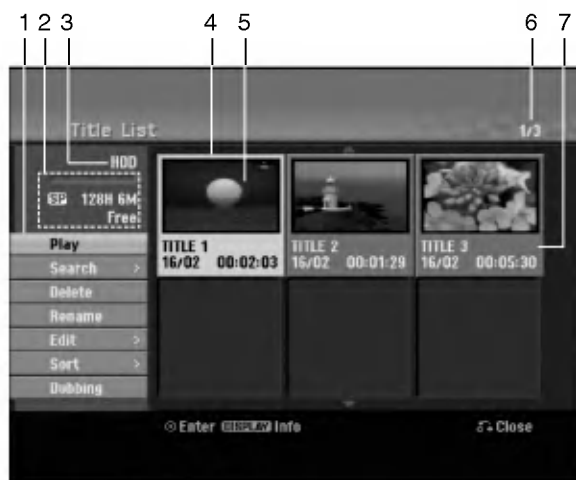 1 2 3 4 5 6 7
Title List
1/3
HDD
SP 128H 6M
Free
Play
Search >
Delete
Rename
Edit >
Sort >
Dubbing
TITLE 1
16/02 00:02:03
TITLE 2
16/02 00:01:29
TITLE 3
16/02 00:05:30
Enter DISPLAY Info
Close